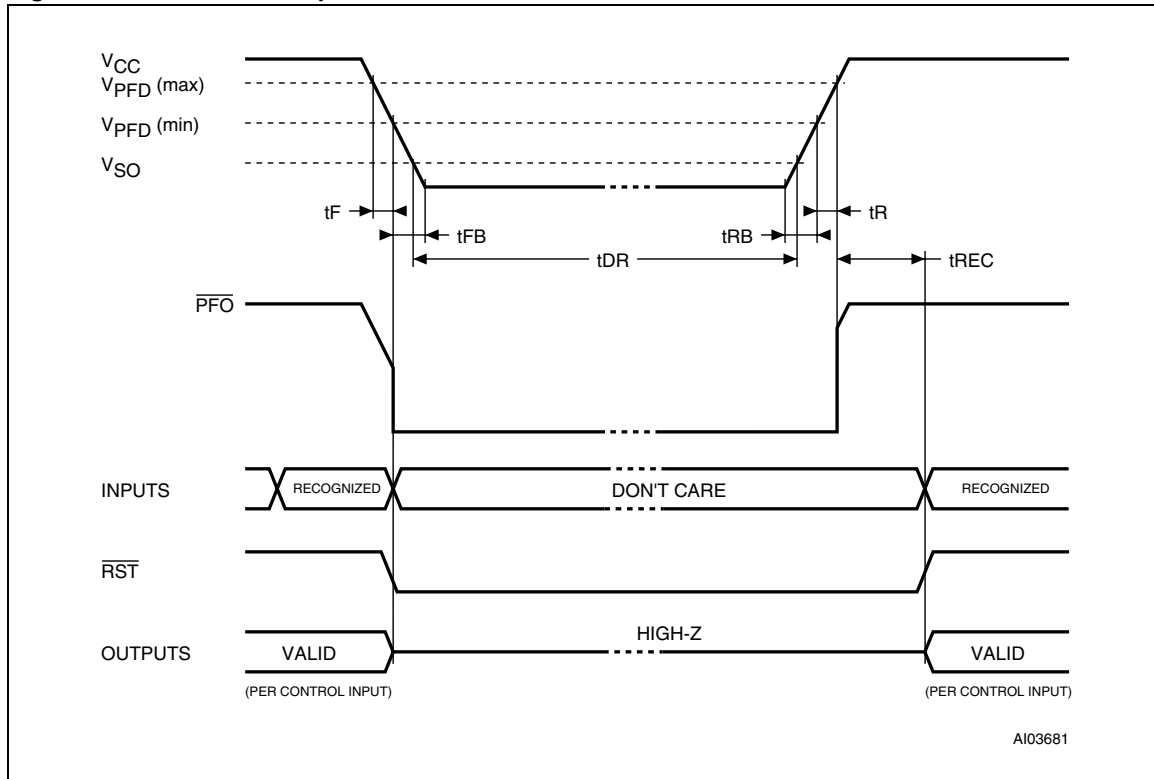 VCC
VPFD (max)
VPFD (min)
VSO
tF
tFB
tDR
tRB
tR
tREC
PFO
INPUTS
RECOGNIZED
DON'T CARE
RECOGNIZED
RST
HIGH-Z
OUTPUTS
VALID
VALID
(PER CONTROL INPUT)
(PER CONTROL INPUT)
AI03681